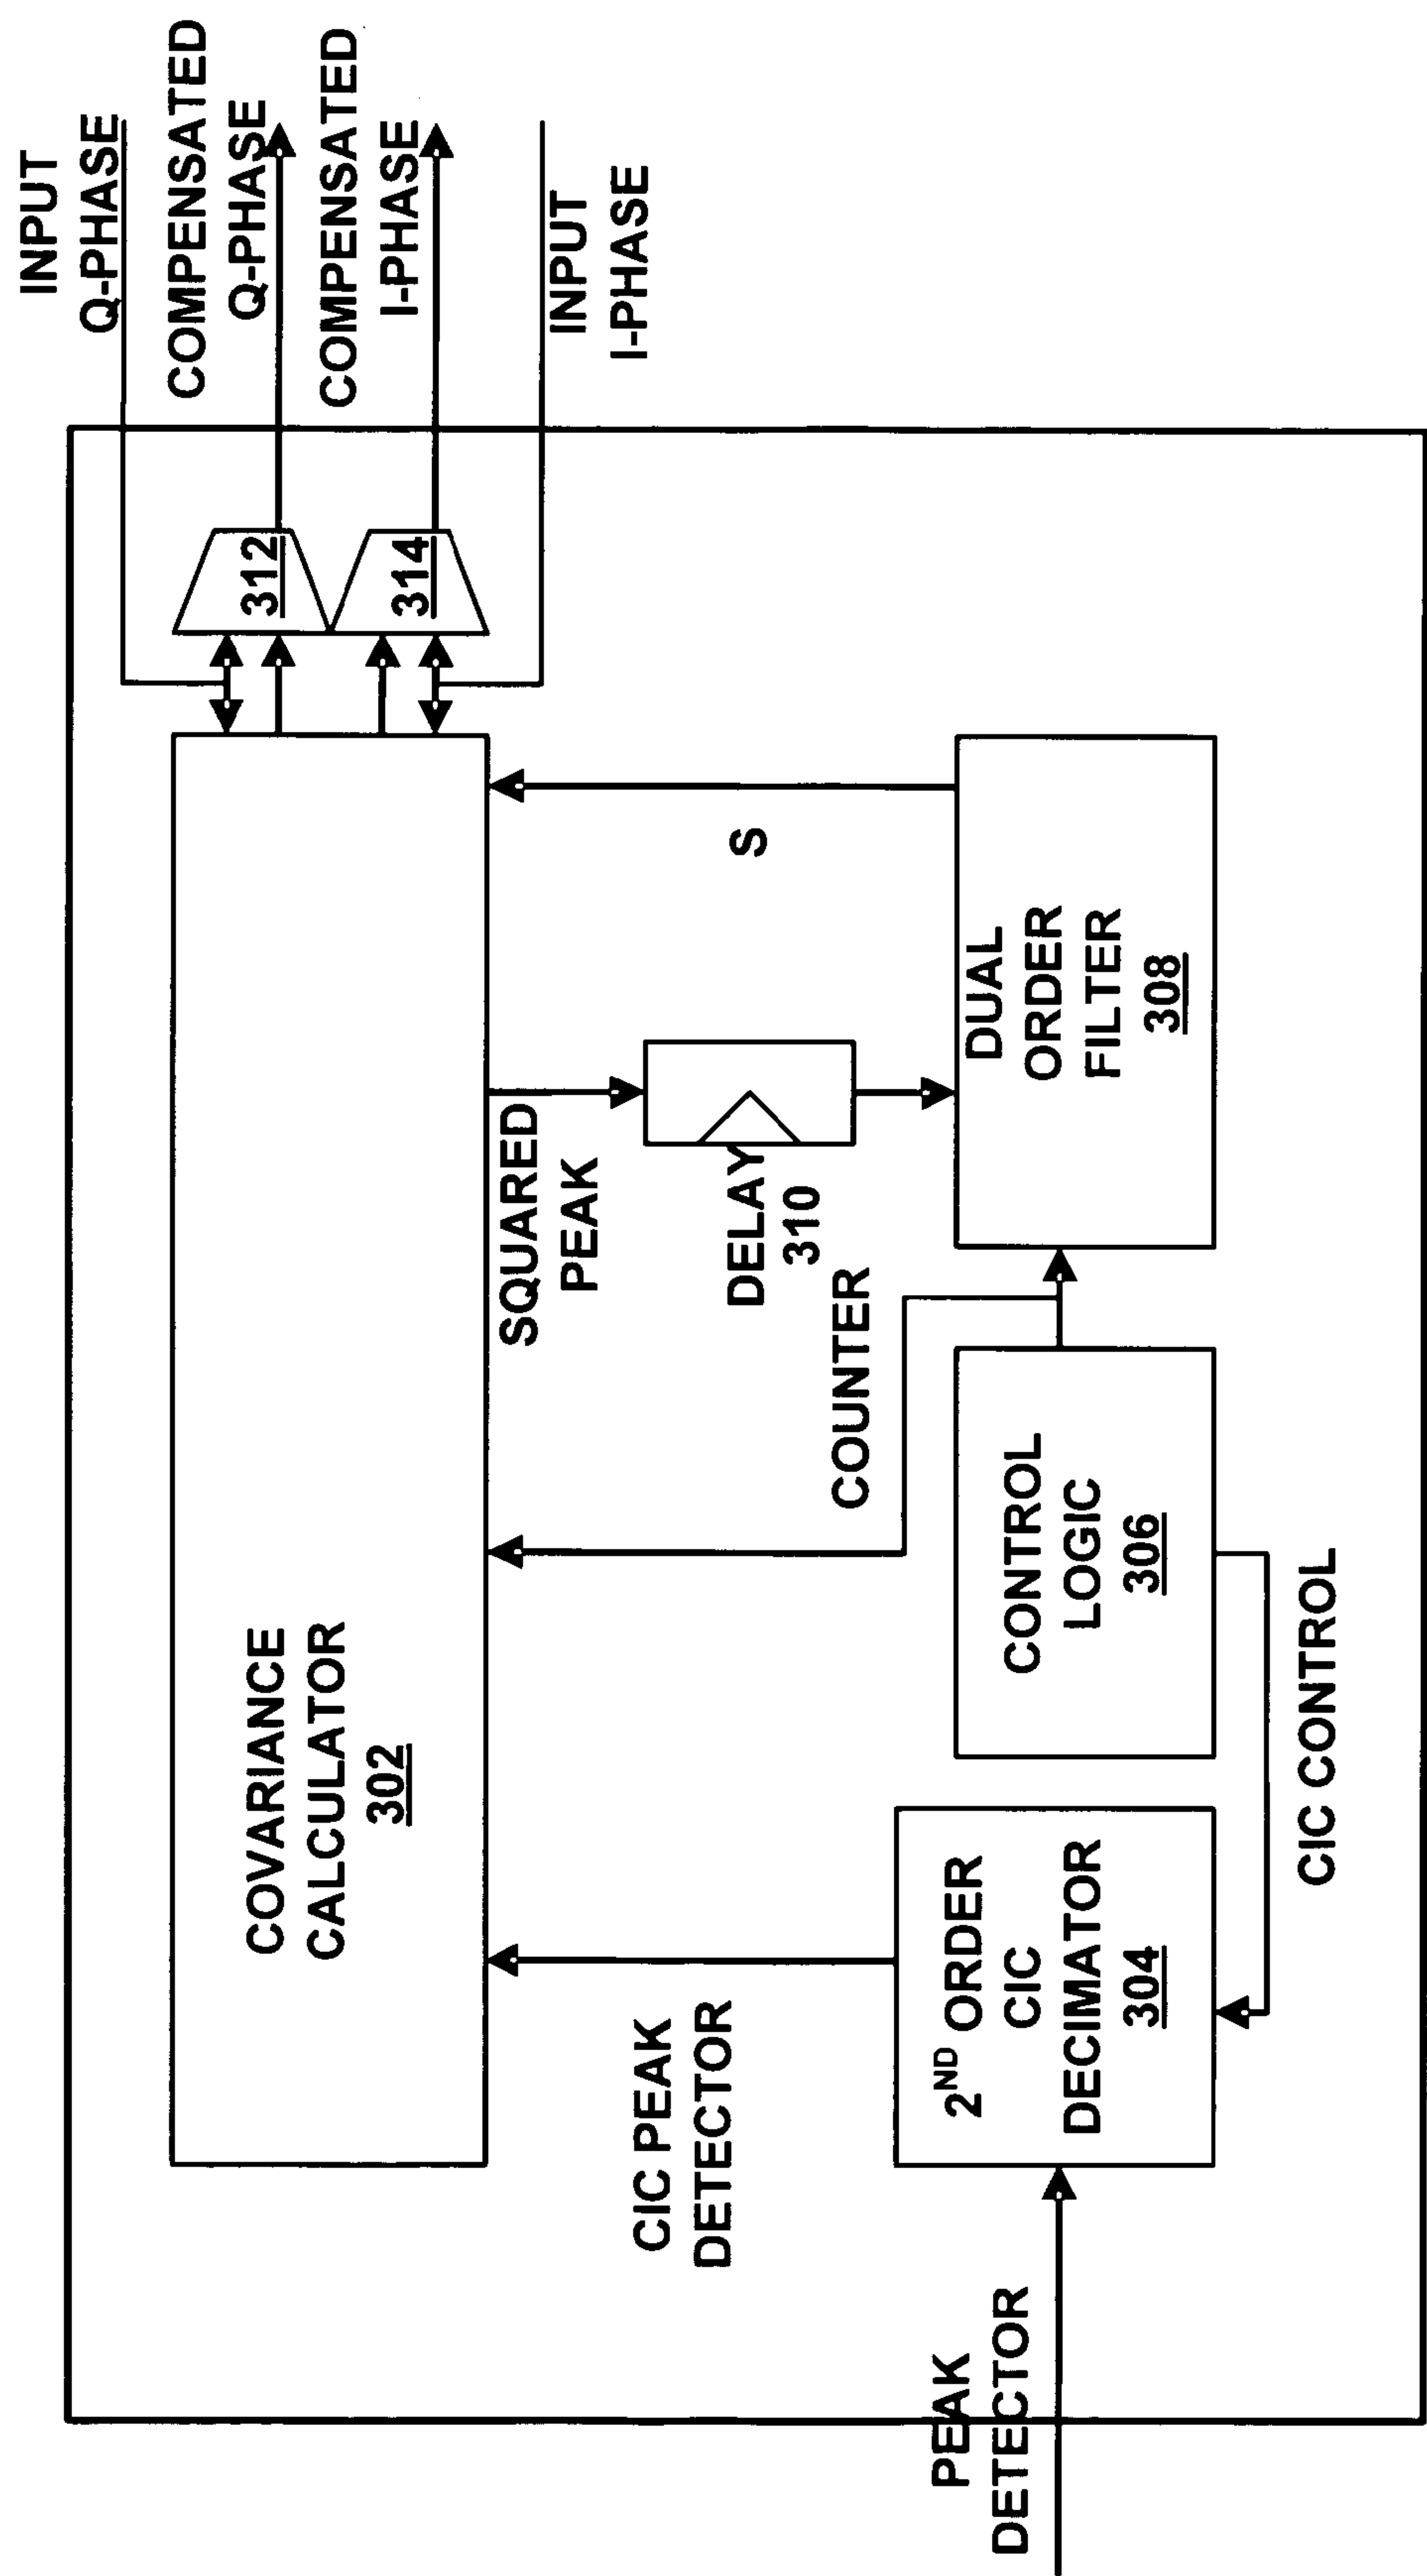 INPUT
Q-PHASE
COMPENSATED
Q-PHASE
COMPENSATED
I-PHASE
INPUT
I-PHASE
312
314
COVARIANCE
CALCULATOR
302
SQUARED
PEAK
S
DELAY
310
COUNTER
CIC PEAK
DETECTOR
PEAK
DETECTOR
2ND ORDER
CIC
DECIMATOR
304
CONTROL
LOGIC
306
DUAL
ORDER
FILTER
308
CIC CONTROL